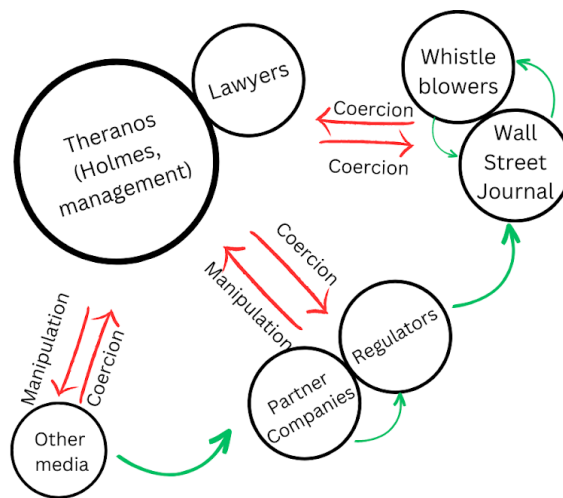 Theranos
(Holmes,
management)
Lawyers
Whistle
blowers
Wall
Street
Journal
Coercion
Coercion
Coercion
Manipulation
Regulators
Partner
Companies
Manipulation
Coercion
Other
media